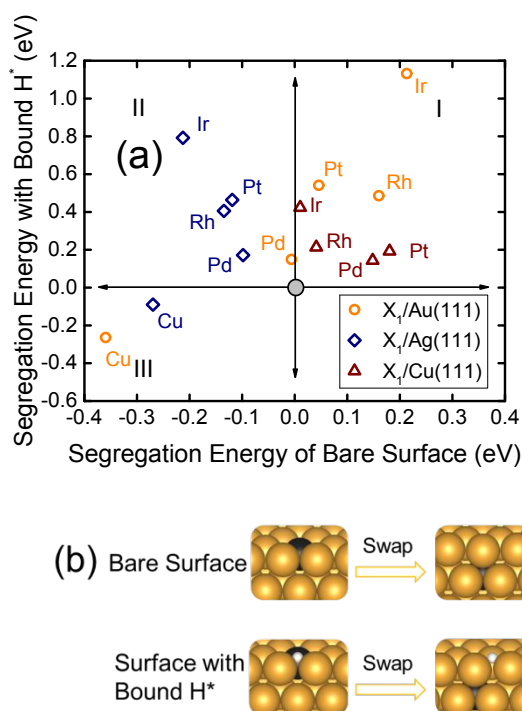 Segregation Energy with Bound H* (eV)
1.2
1.0
0.8
0.6
0.4
0.2
0.0
-0.2
-0.4
-0.6
II
I
III
(a)
Ir
Ir
Pt
Pt
Rh
Rh
Ir
Pd
Rh
Pd
Pd
Pt
Cu
Cu
X₁/Au(111)
X₁/Ag(111)
X₁/Cu(111)
-0.4 -0.3 -0.2 -0.1 0.0 0.1 0.2 0.3 0.4
Segregation Energy of Bare Surface (eV)
(b)
Bare
Surface
Swap
Surface with
Bound H*
Swap